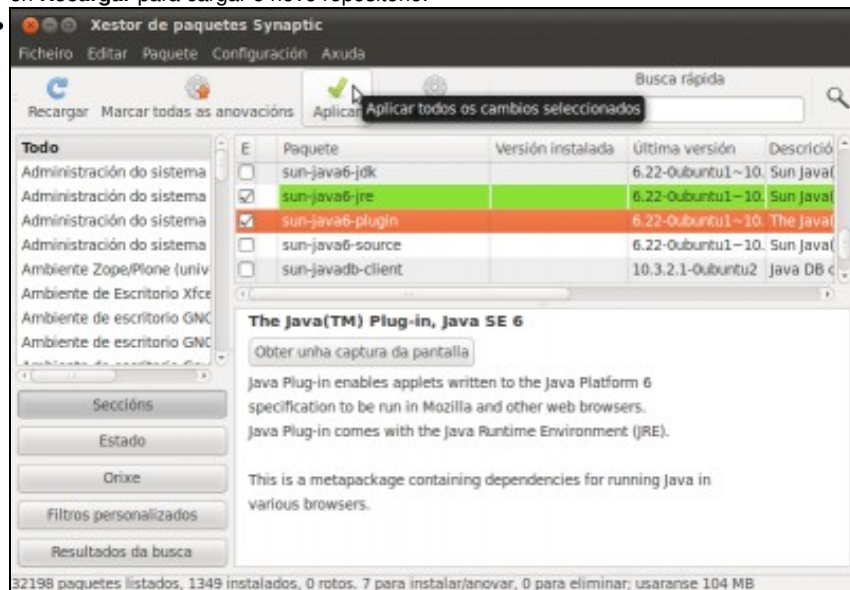 en Recargar para cargar o novo repositorio.
Xestor de paquetes Synaptic
Ficheiro Editar Paquete Configuración Axuda
Recargar Marcar todas as anovacións Aplicar
Aplicar todos os cambios seleccionados
Busca rápida
Todo
Administración do sistema
Administración do sistema
Administración do sistema
Administración do sistema
Ambiente Zope/Plone (univ
Ambiente de Escritorio Xfce
Ambiente de escritorio GNC
Ambiente de escritorio GNC
Seccións
Estado
Orixe
Filtros personalizados
Resultados da busca
E Paquete Versión instalada Última versión Descrició
sun-java6-jdk 6.22-0ubuntu1~10. Sun Java(
sun-java6-jre 6.22-0ubuntu1~10. Sun Java(
sun-java6-plugin 6.22-0ubuntu1~10. The Java(
sun-java6-source 6.22-0ubuntu1~10. Sun Java(
sun-javadb-client 10.3.2.1-0ubuntu2 Java DB c
The Java(TM) Plug-in, Java SE 6
Obter unha captura da pantalla
Java Plug-in enables applets written to the Java Platform 6
specification to be run in Mozilla and other web browsers.
Java Plug-in comes with the Java Runtime Environment (JRE).
This is a metapackage containing dependencies for running Java in
various browsers.
32198 paquetes listados, 1349 instalados, 0 rotos. 7 para instalar/anovar, 0 para eliminar; usaranse 104 MB